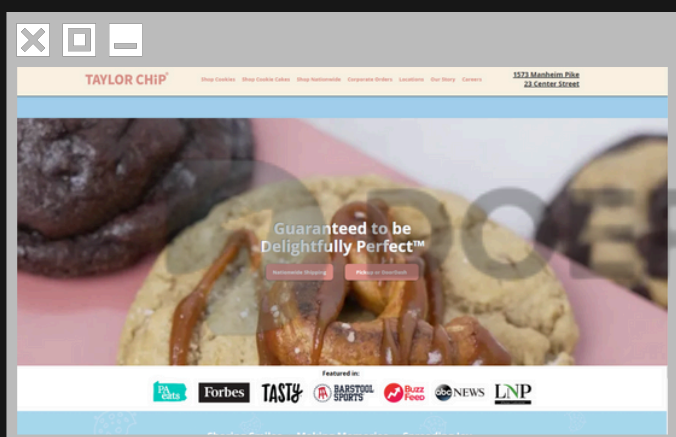 TAYLOR CHiP®
Shop Cookies Shop Cookie Cakes Shop Nationwide Corporate Orders Locations Our Story Careers
1573 Manheim Pike
23 Center Street
Guaranteed to be
Delightfully Perfect™
Nationwide Shipping Pickup or DoorDash
Featured in:
PA eats Forbes TASTY BARSTOOL SPORTS BuzzFeed abc NEWS LNP